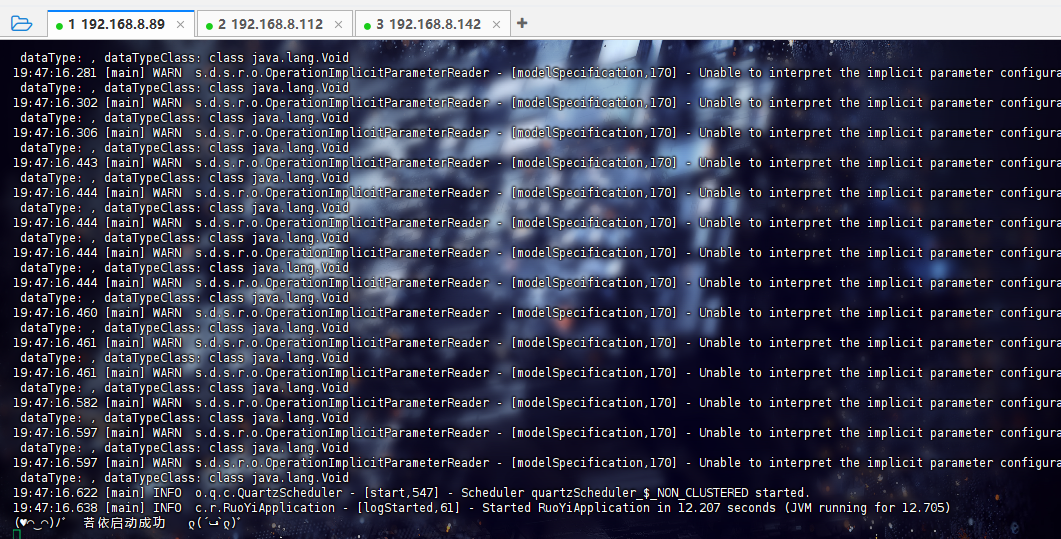 1 192.168.8.89 × 2 192.168.8.112 × 3 192.168.8.142 × +
dataType: , dataTypeClass: class java.lang.Void
19:47:16.281 [main] WARN  s.d.s.r.o.OperationImplicitParameterReader - [modelSpecification,170] - Unable to interpret the implicit parameter configura
dataType: , dataTypeClass: class java.lang.Void
19:47:16.302 [main] WARN  s.d.s.r.o.OperationImplicitParameterReader - [modelSpecification,170] - Unable to interpret the implicit parameter configura
dataType: , dataTypeClass: class java.lang.Void
19:47:16.306 [main] WARN  s.d.s.r.o.OperationImplicitParameterReader - [modelSpecification,170] - Unable to interpret the implicit parameter configura
dataType: , dataTypeClass: class java.lang.Void
19:47:16.443 [main] WARN  s.d.s.r.o.OperationImplicitParameterReader - [modelSpecification,170] - Unable to interpret the implicit parameter configura
dataType: , dataTypeClass: class java.lang.Void
19:47:16.444 [main] WARN  s.d.s.r.o.OperationImplicitParameterReader - [modelSpecification,170] - Unable to interpret the implicit parameter configura
dataType: , dataTypeClass: class java.lang.Void
19:47:16.444 [main] WARN  s.d.s.r.o.OperationImplicitParameterReader - [modelSpecification,170] - Unable to interpret the implicit parameter configura
dataType: , dataTypeClass: class java.lang.Void
19:47:16.444 [main] WARN  s.d.s.r.o.OperationImplicitParameterReader - [modelSpecification,170] - Unable to interpret the implicit parameter configura
dataType: , dataTypeClass: class java.lang.Void
19:47:16.444 [main] WARN  s.d.s.r.o.OperationImplicitParameterReader - [modelSpecification,170] - Unable to interpret the implicit parameter configura
dataType: , dataTypeClass: class java.lang.Void
19:47:16.460 [main] WARN  s.d.s.r.o.OperationImplicitParameterReader - [modelSpecification,170] - Unable to interpret the implicit parameter configura
dataType: , dataTypeClass: class java.lang.Void
19:47:16.461 [main] WARN  s.d.s.r.o.OperationImplicitParameterReader - [modelSpecification,170] - Unable to interpret the implicit parameter configura
dataType: , dataTypeClass: class java.lang.Void
19:47:16.461 [main] WARN  s.d.s.r.o.OperationImplicitParameterReader - [modelSpecification,170] - Unable to interpret the implicit parameter configura
dataType: , dataTypeClass: class java.lang.Void
19:47:16.582 [main] WARN  s.d.s.r.o.OperationImplicitParameterReader - [modelSpecification,170] - Unable to interpret the implicit parameter configura
dataType: , dataTypeClass: class java.lang.Void
19:47:16.597 [main] WARN  s.d.s.r.o.OperationImplicitParameterReader - [modelSpecification,170] - Unable to interpret the implicit parameter configura
dataType: , dataTypeClass: class java.lang.Void
19:47:16.597 [main] WARN  s.d.s.r.o.OperationImplicitParameterReader - [modelSpecification,170] - Unable to interpret the implicit parameter configura
dataType: , dataTypeClass: class java.lang.Void
19:47:16.622 [main] INFO  o.q.c.QuartzScheduler - [start,547] - Scheduler quartzScheduler_$_NON_CLUSTERED started.
19:47:16.638 [main] INFO  c.r.RuoYiApplication - [logStarted,61] - Started RuoYiApplication in 12.207 seconds (JVM running for 12.705)
(♥◠‿◠)ﾉﾞ  若依启动成功   ლ(´ڡ`ლ)ﾞ